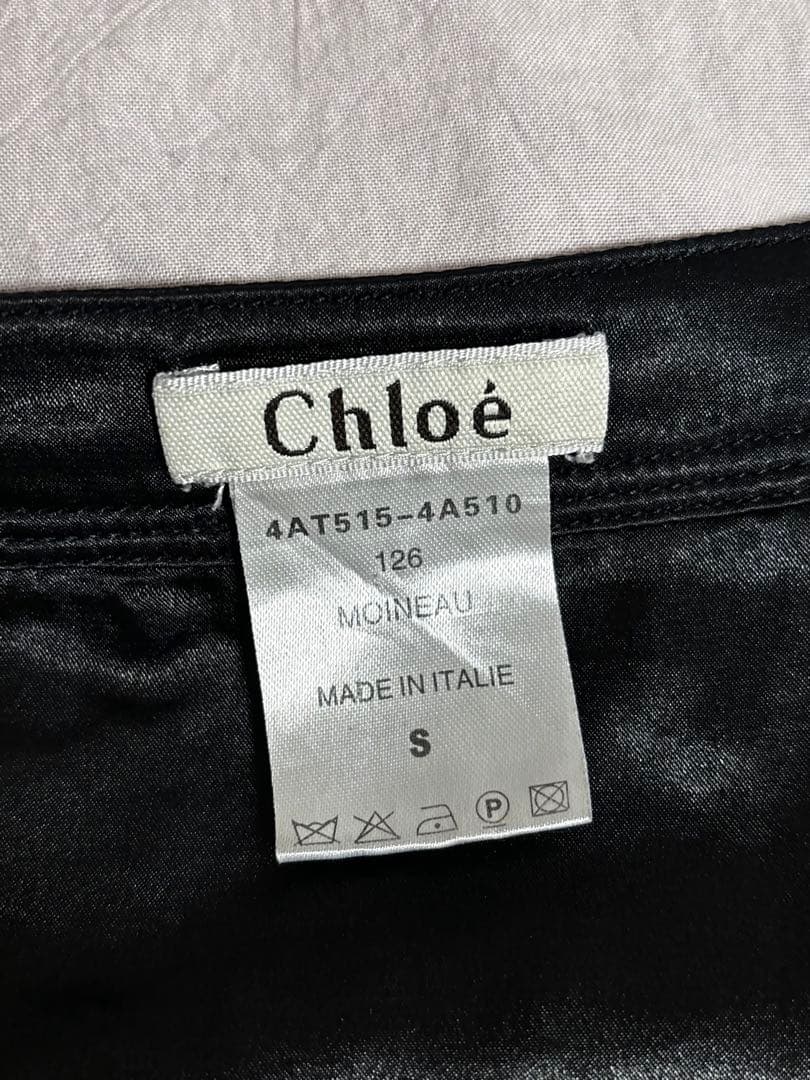 Chloé
4AT515-4A510
126
MOINEAU
MADE IN ITALIE
S
P